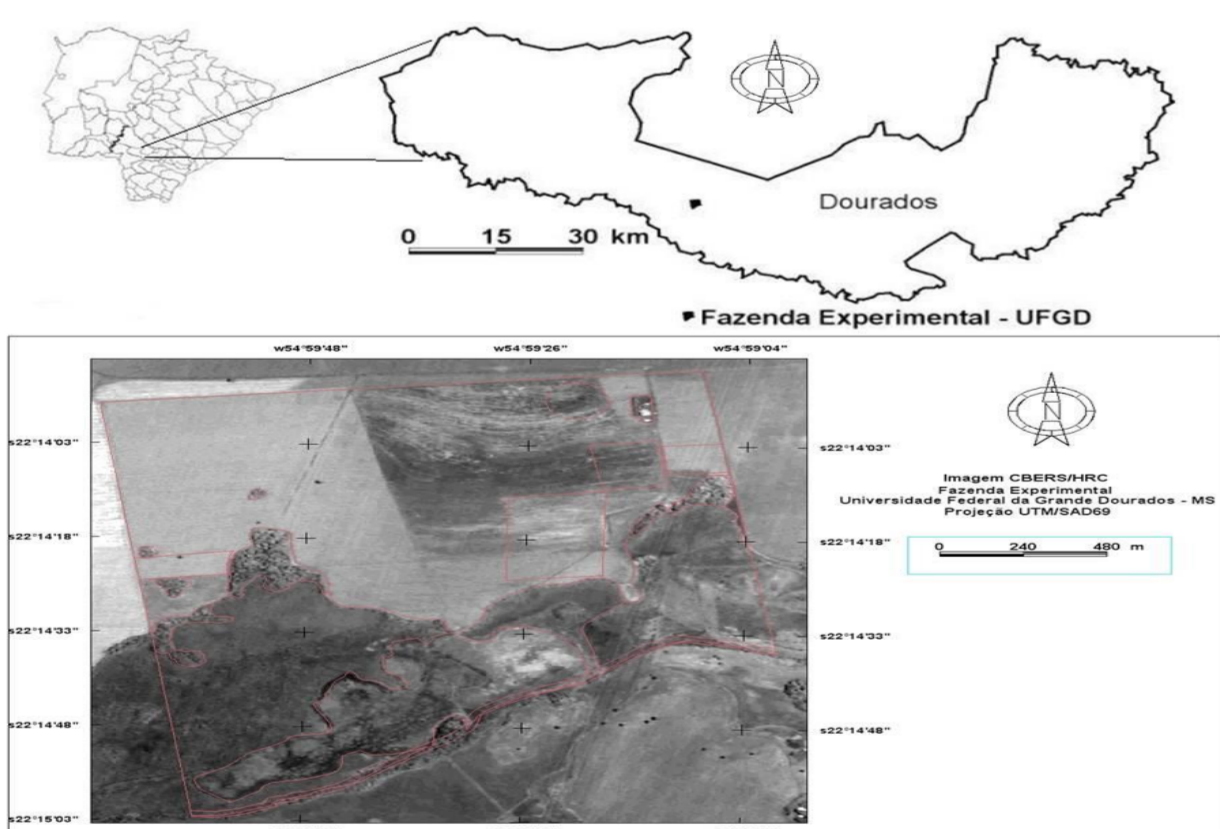 N
Dourados
0 15 30 km
Fazenda Experimental - UFGD
w54°59'48" w54°59'26" w54°59'04"
s22°14'03" s22°14'03"
N
Imagem CBERS/HRC
Fazenda Experimental
Universidade Federal da Grande Dourados - MS
Projeção UTM/SAD69
s22°14'18" s22°14'18"
0 240 480 m
s22°14'33" s22°14'33"
s22°14'48" s22°14'48"
s22°15'03"